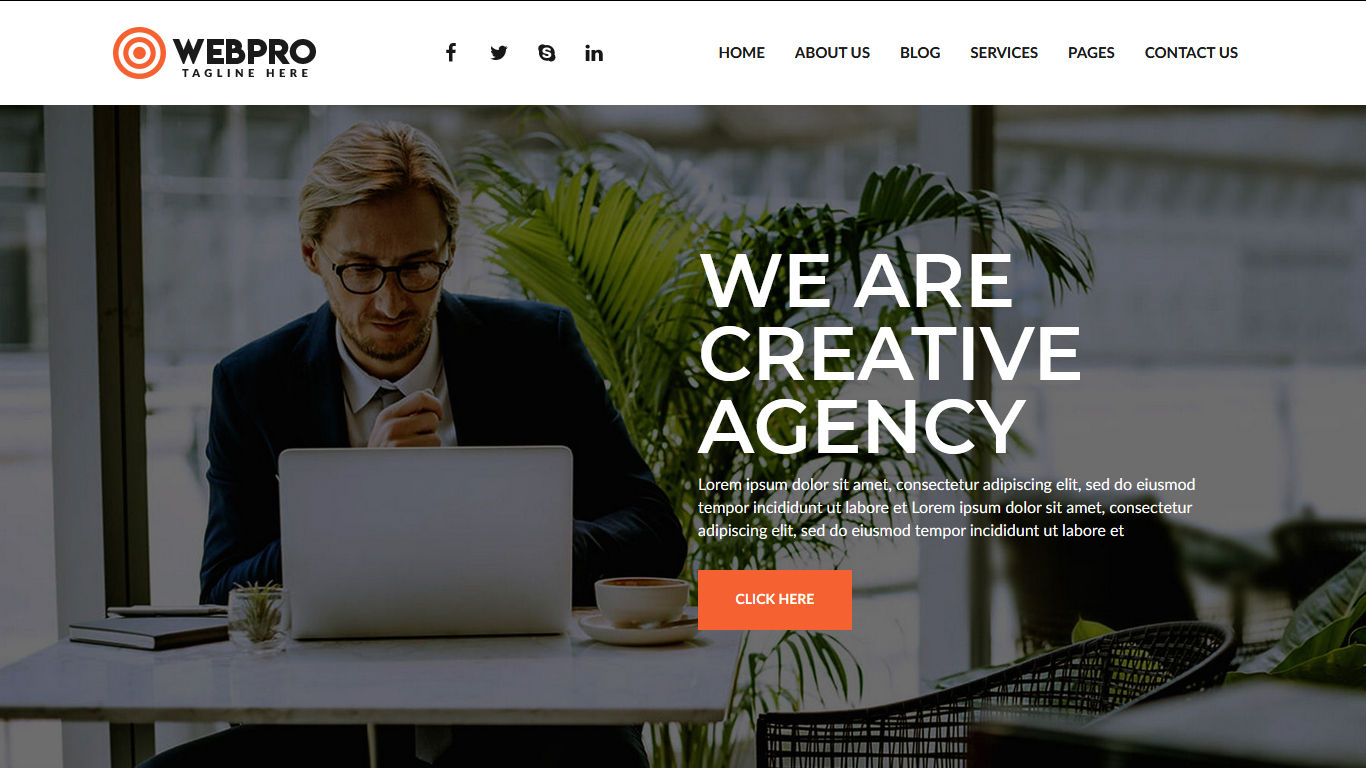 WEBPRO
TAGLINE HERE
HOME ABOUT US BLOG SERVICES PAGES CONTACT US
WE ARE
CREATIVE
AGENCY
Lorem ipsum dolor sit amet, consectetur adipiscing elit, sed do eiusmod
tempor incididunt ut labore et Lorem ipsum dolor sit amet, consectetur
adipiscing elit, sed do eiusmod tempor incididunt ut labore et
CLICK HERE